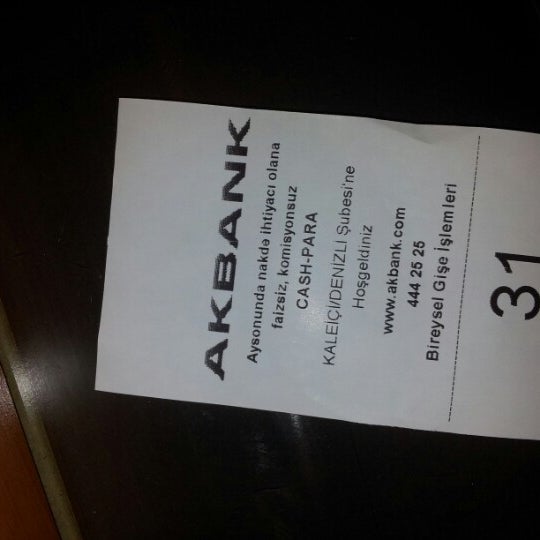 AKBANK
Aysonunda nakde ihtiyacı olana
faizsiz, komisyonsuz
CASH-PARA
KALEİÇİ/DENİZLİ Şubesi'ne
Hoşgeldiniz
www.akbank.com
444 25 25
Bireysel Gişe İşlemleri
31